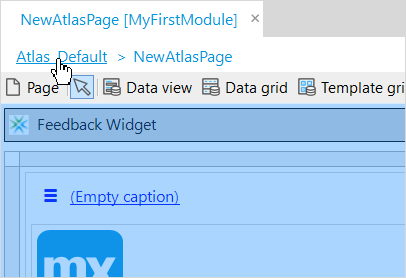 NewAtlasPage [MyFirstModule] ×
Atlas_Default > NewAtlasPage
Page Data view Data grid Template gri
Feedback Widget
(Empty caption)
mx